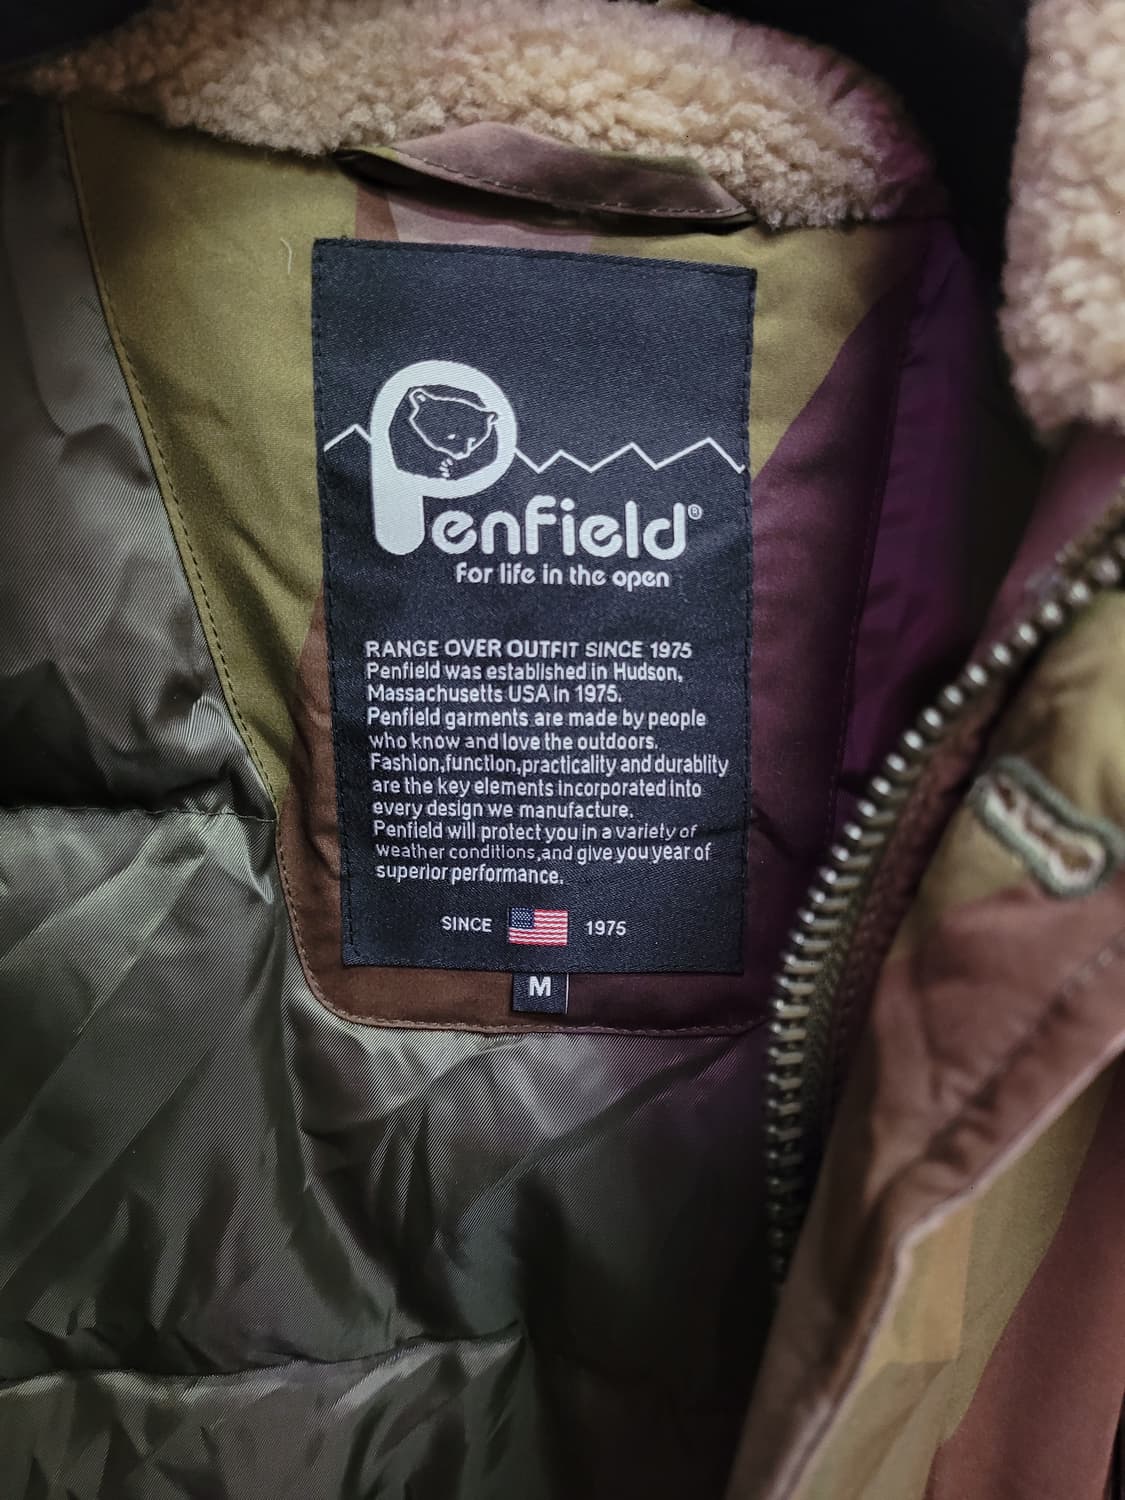 Penfield®
For life in the open
RANGE OVER OUTFIT SINCE 1975
Penfield was established in Hudson,
Massachusetts USA in 1975.
Penfield garments are made by people
who know and love the outdoors.
Fashion,function,practicality and durablity
are the key elements incorporated into
every design we manufacture.
Penfield will protect you in a variety of
weather conditions,and give you year of
superior performance.
SINCE 1975
M